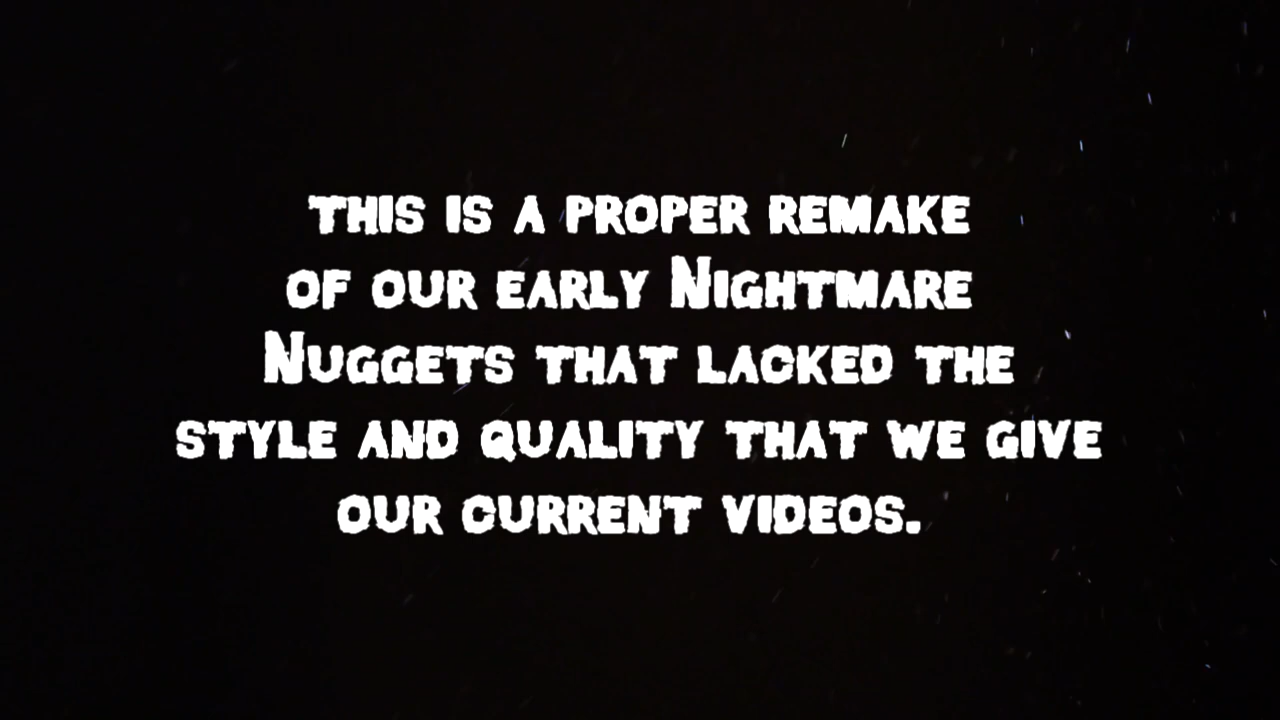 THIS IS A PROPER REMAKE
OF OUR EARLY NIGHTMARE
NUGGETS THAT LACKED THE
STYLE AND QUALITY THAT WE GIVE
OUR CURRENT VIDEOS.